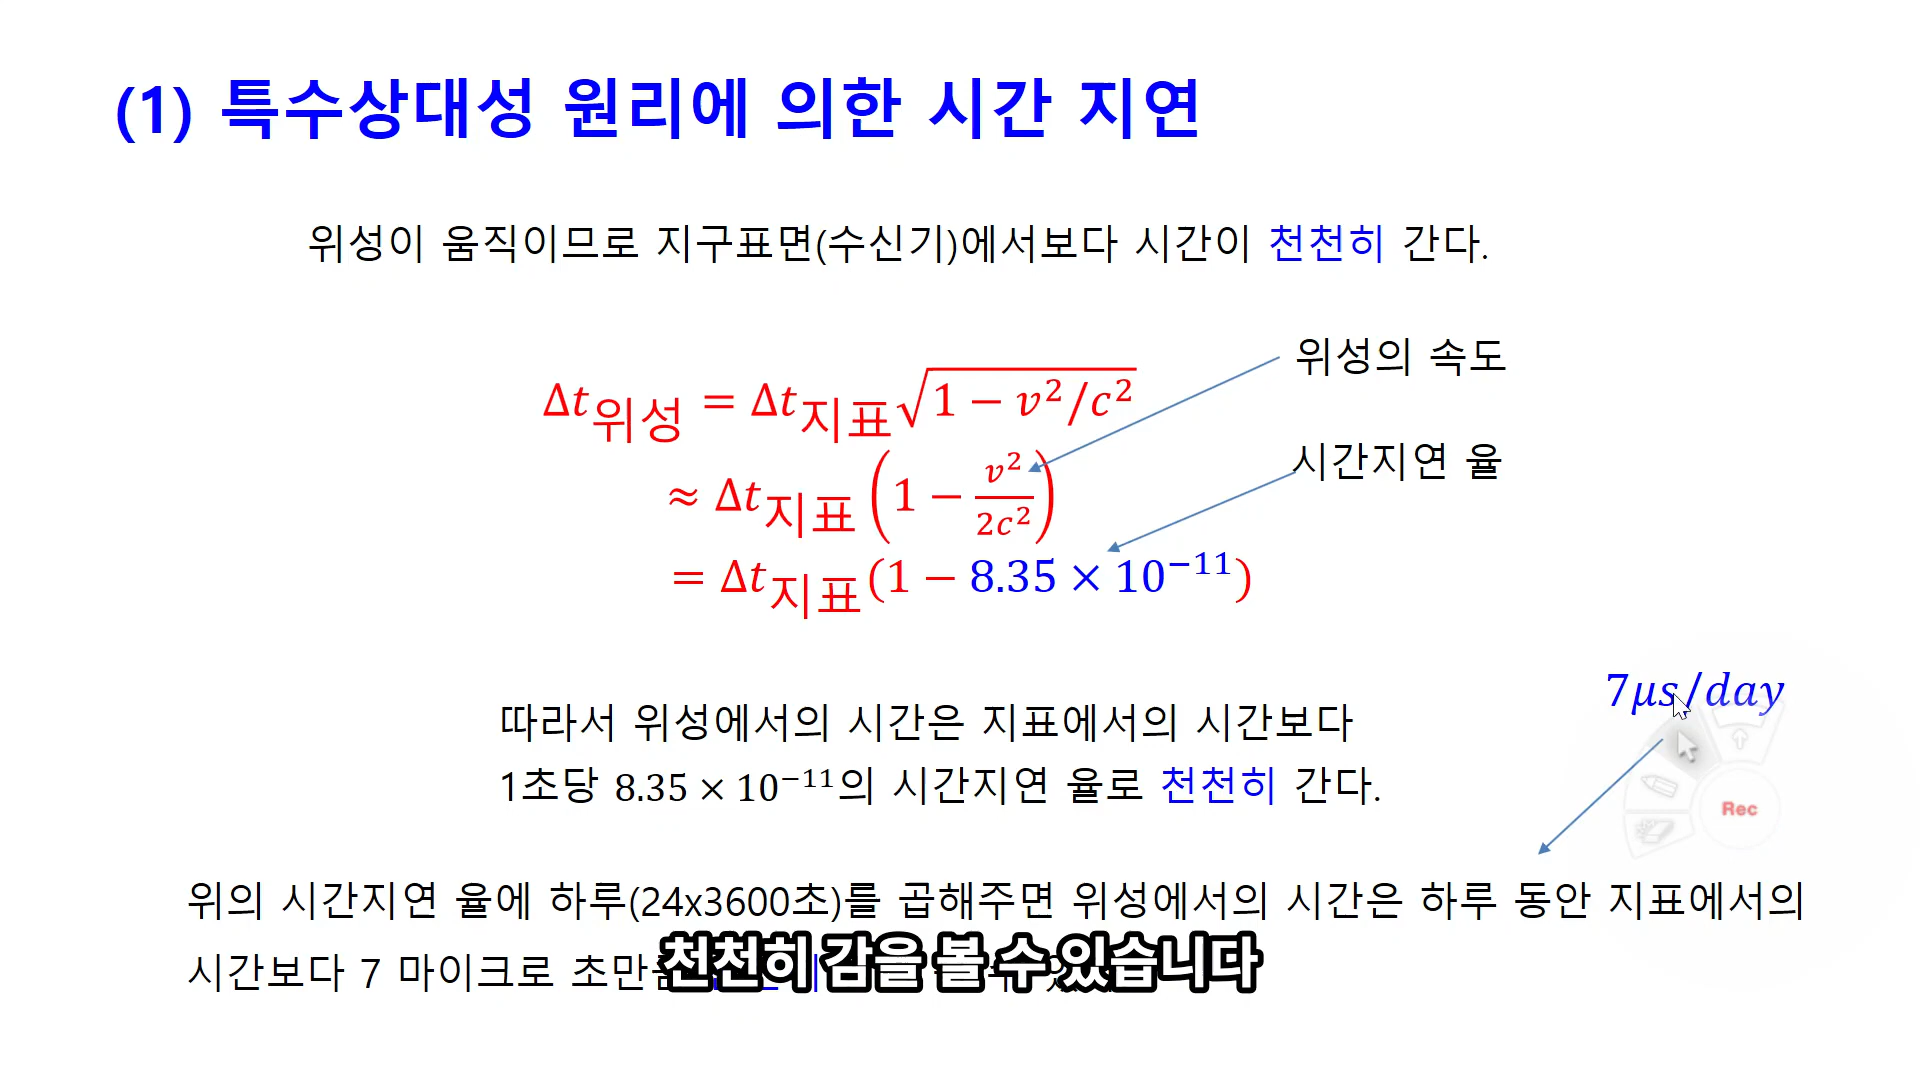 (1) 특수상대성 원리에 의한 시간 지연
위성이 움직이므로 지구표면(수신기)에서보다 시간이 천천히 간다.
위성의 속도
Δt위성 = Δt지표√(1 − v²/c²)
시간지연 율
≈ Δt지표(1 − v²/2c²)
= Δt지표(1 − 8.35 × 10⁻¹¹)
7μs/day
따라서 위성에서의 시간은 지표에서의 시간보다
1초당 8.35 × 10⁻¹¹의 시간지연 율로 천천히 간다.
Rec
위의 시간지연 율에 하루(24x3600초)를 곱해주면 위성에서의 시간은 하루 동안 지표에서의
시간보다 7 마이크로
천천히 감을 볼 수 있습니다